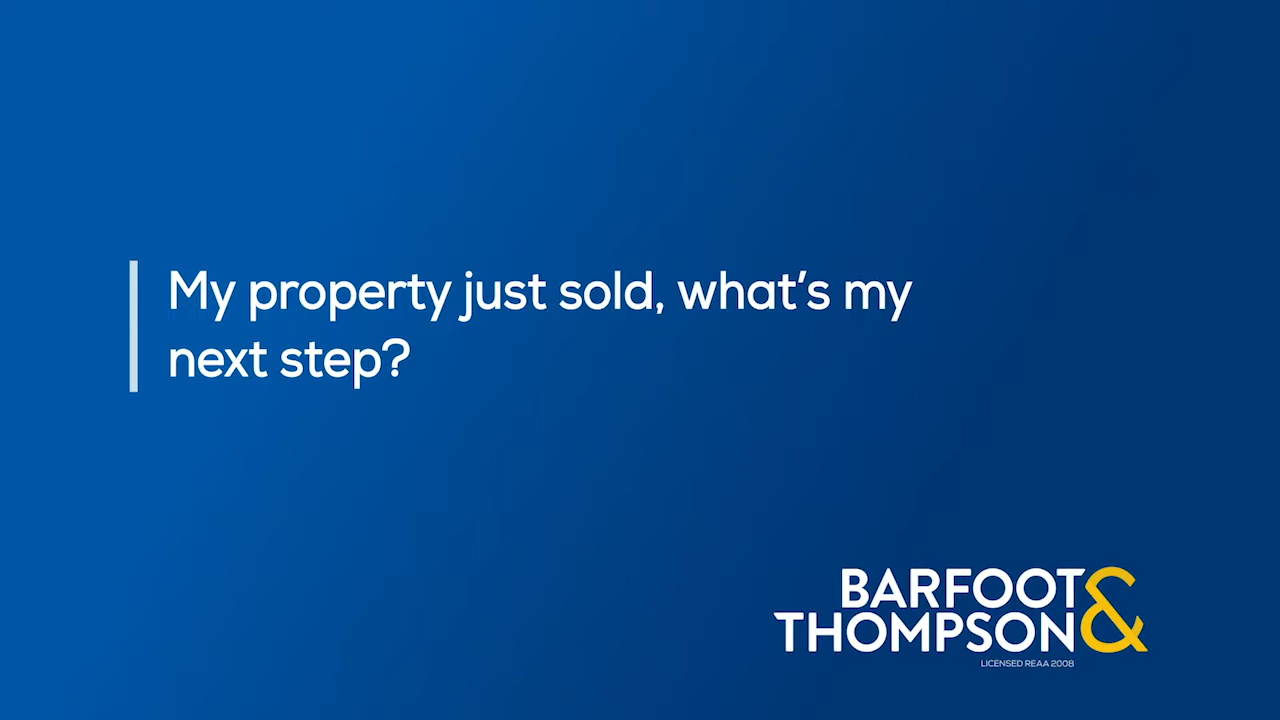 My property just sold, what's my
next step?
BARFOOT &
THOMPSON
LICENSED REAA 2008